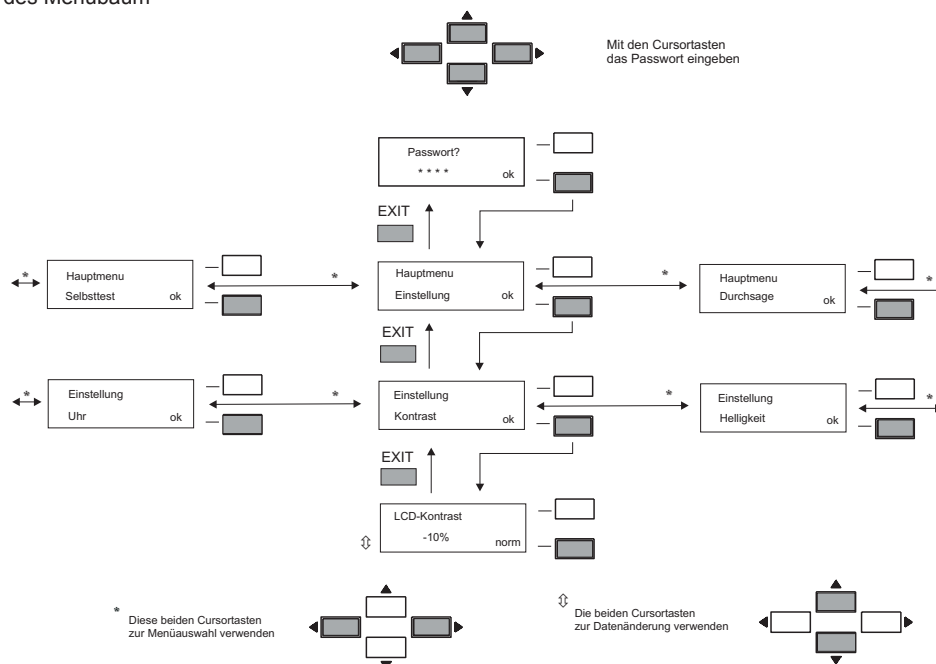 des Menübaum
Mit den Cursortasten
das Passwort eingeben
Passwort?
* * * *
ok
EXIT
*
Hauptmenu
Selbsttest ok
*
Hauptmenu
Einstellung ok
*
Hauptmenu
Durchsage ok
*
EXIT
*
Einstellung
Uhr ok
*
Einstellung
Kontrast ok
*
Einstellung
Helligkeit ok
*
EXIT
LCD-Kontrast
-10% norm
* Diese beiden Cursortasten
zur Menüauswahl verwenden
Die beiden Cursortasten
zur Datenänderung verwenden